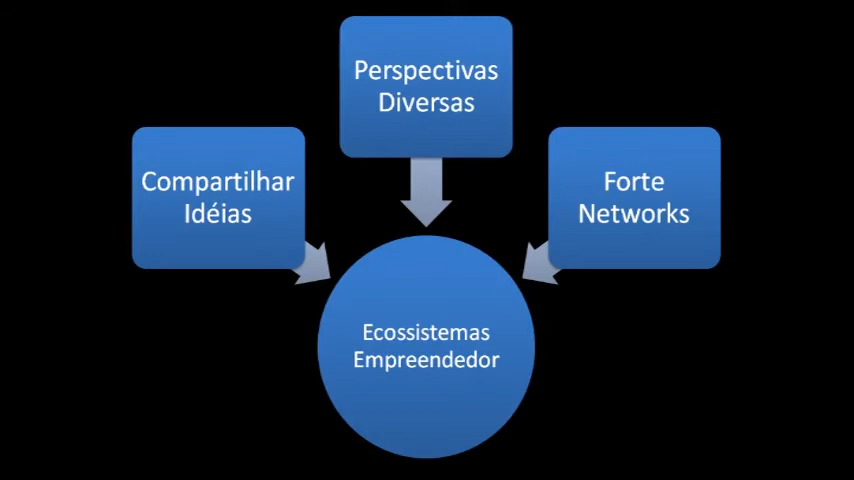 Perspectivas
Diversas
Compartilhar
Idéias
Forte
Networks
Ecossistemas
Empreendedor